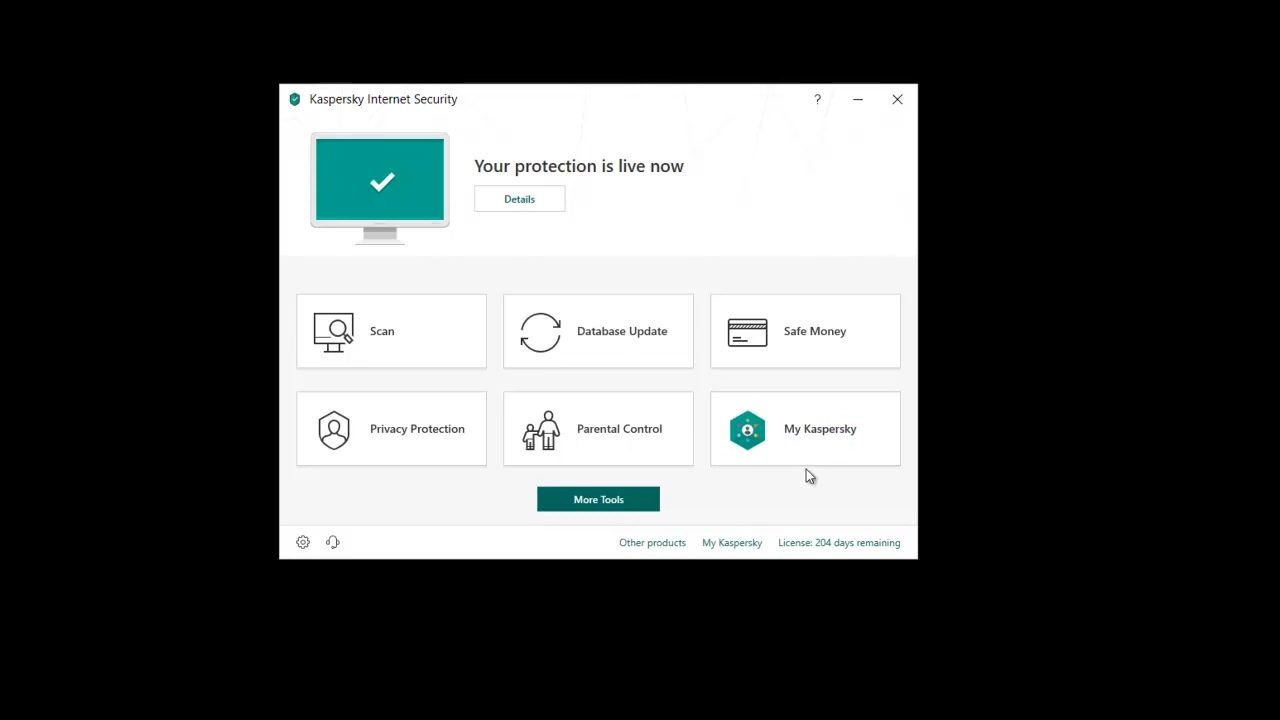 Kaspersky Internet Security
?
Your protection is live now
Details
Scan
Database Update
Safe Money
Privacy Protection
Parental Control
My Kaspersky
More Tools
Other products My Kaspersky License: 204 days remaining